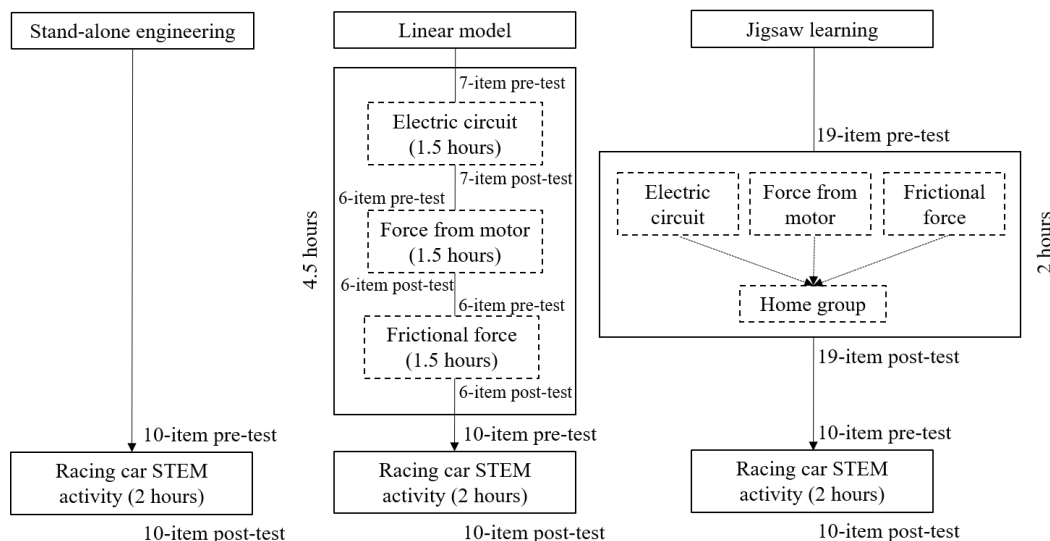 Stand-alone engineering
Linear model
Jigsaw learning
7-item pre-test
Electric circuit
(1.5 hours)
7-item post-test
6-item pre-test
Force from motor
(1.5 hours)
6-item post-test
6-item pre-test
Frictional force
(1.5 hours)
6-item post-test
4.5 hours
19-item pre-test
Electric
circuit
Force from
motor
Frictional
force
Home group
2 hours
19-item post-test
10-item pre-test
Racing car STEM
activity (2 hours)
10-item post-test
10-item pre-test
Racing car STEM
activity (2 hours)
10-item post-test
10-item pre-test
Racing car STEM
activity (2 hours)
10-item post-test